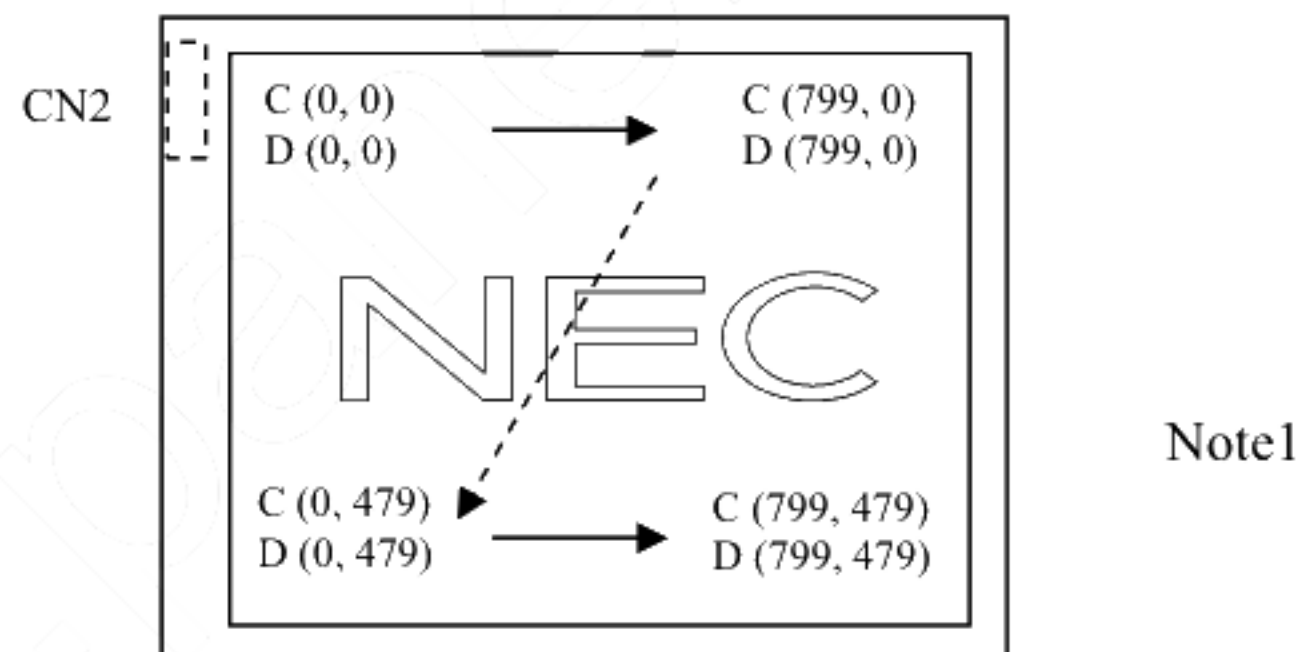 CN2
C (0, 0)
D (0, 0)
C (799, 0)
D (799, 0)
NEC
Note1
C (0, 479)
D (0, 479)
C (799, 479)
D (799, 479)